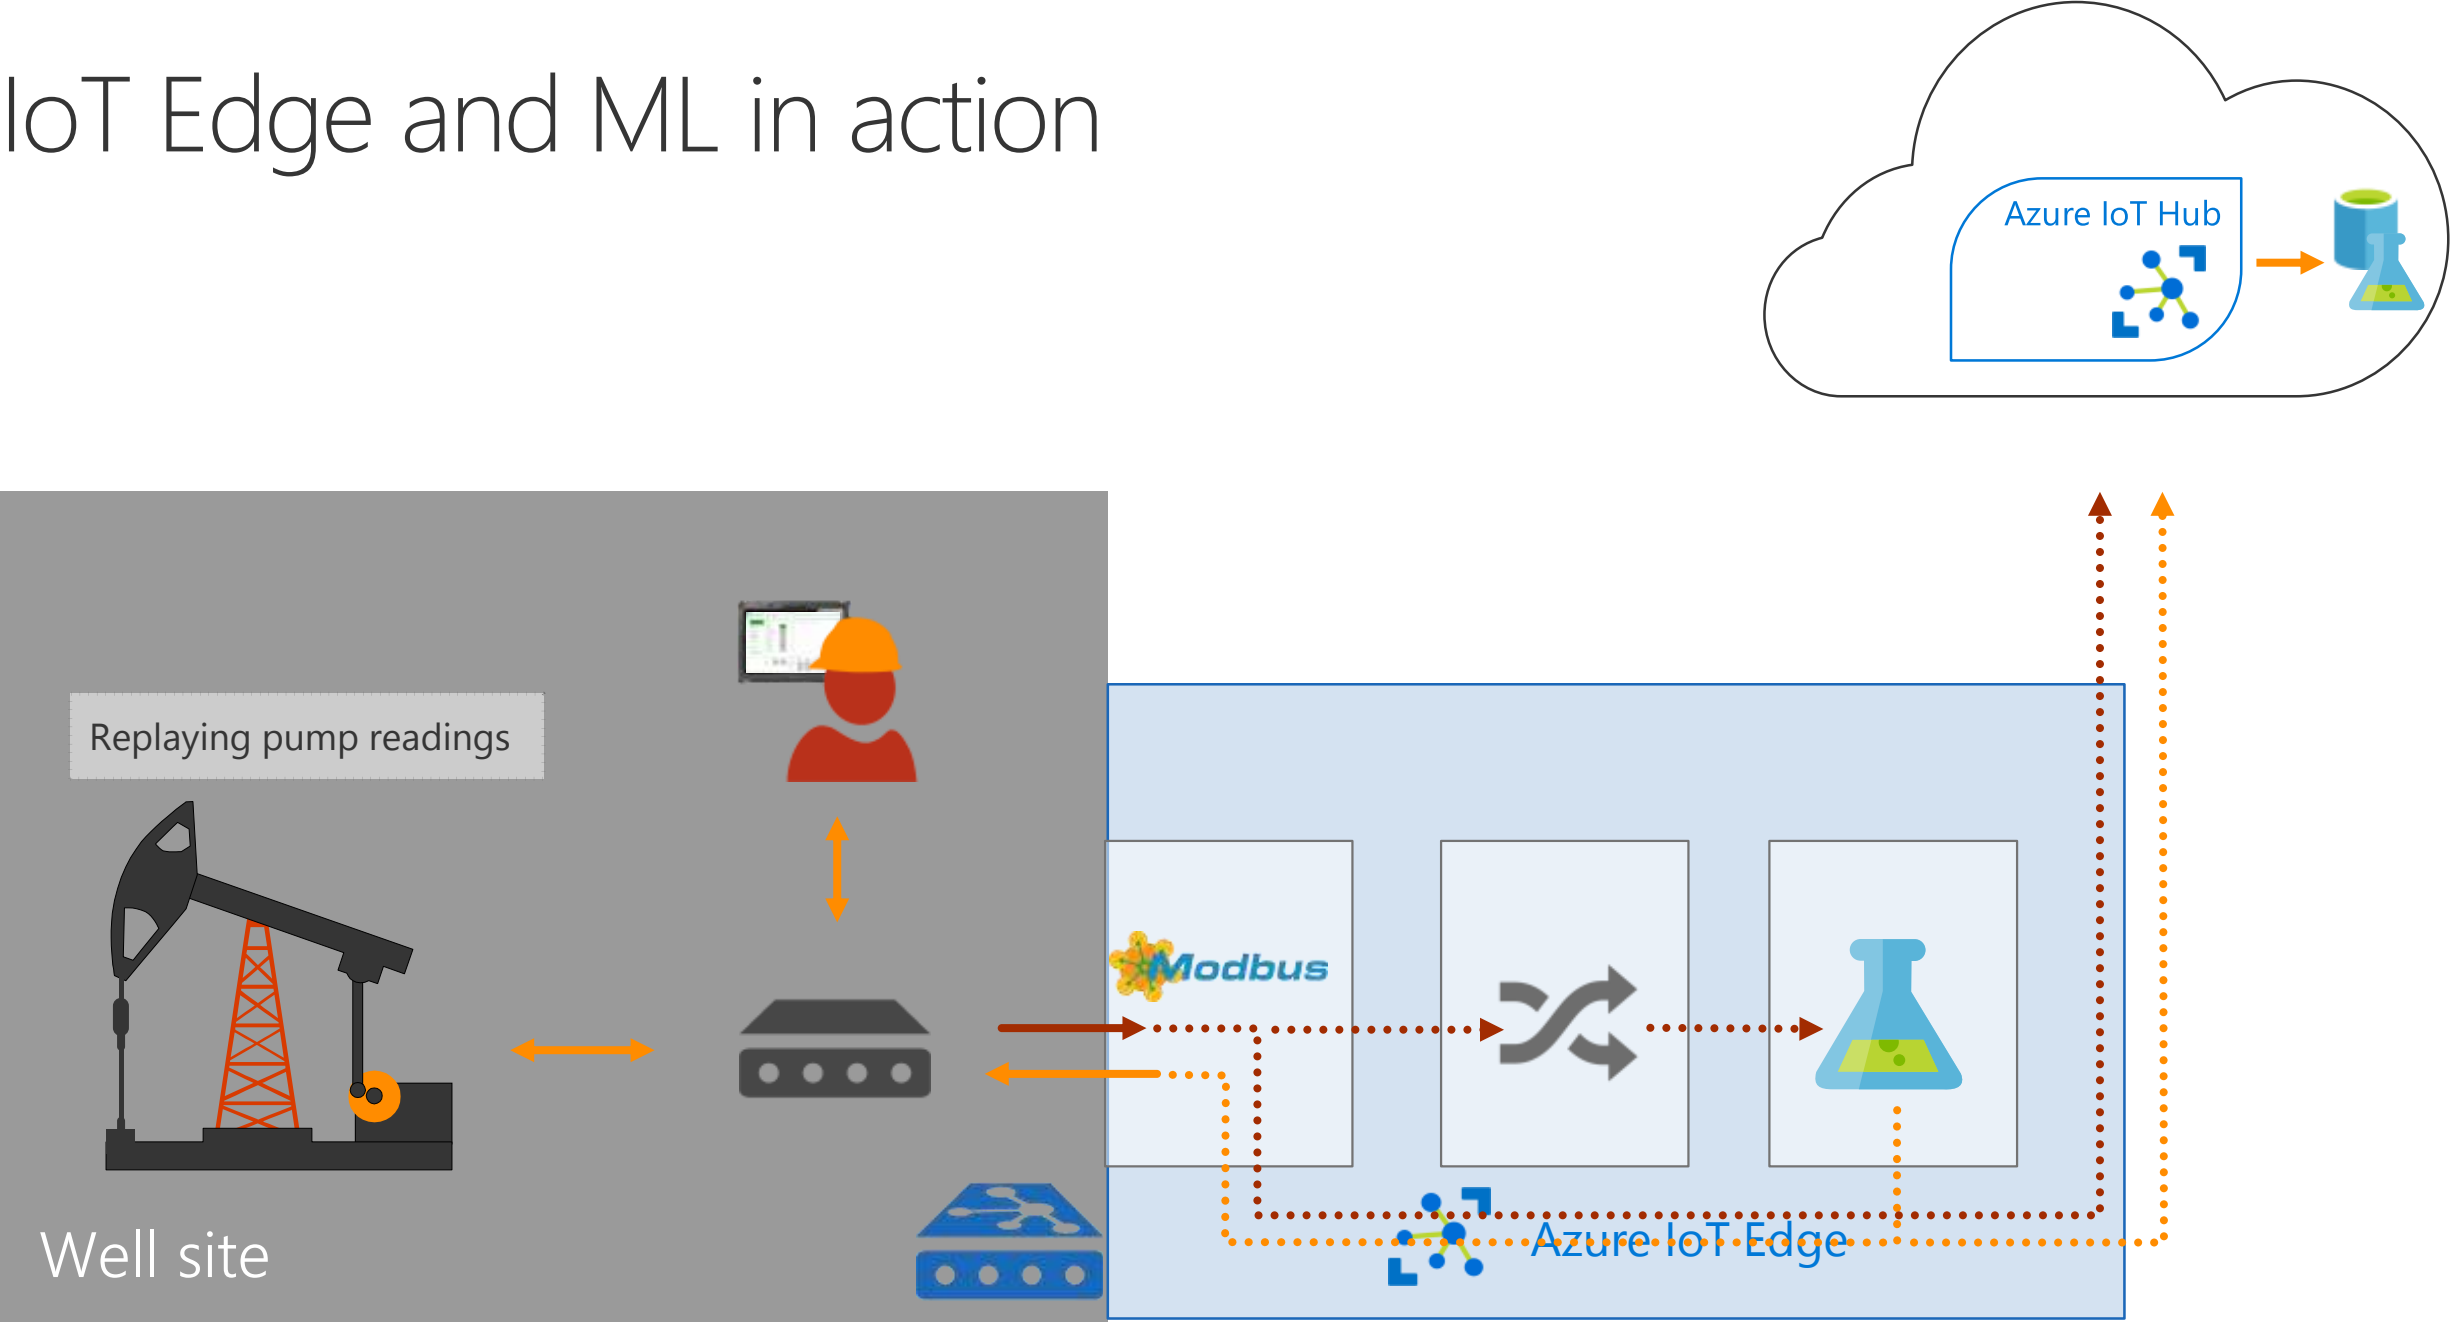 IoT Edge and ML in action
Azure IoT Hub
Replaying pump readings
Modbus
Well site
Azure IoT Edge